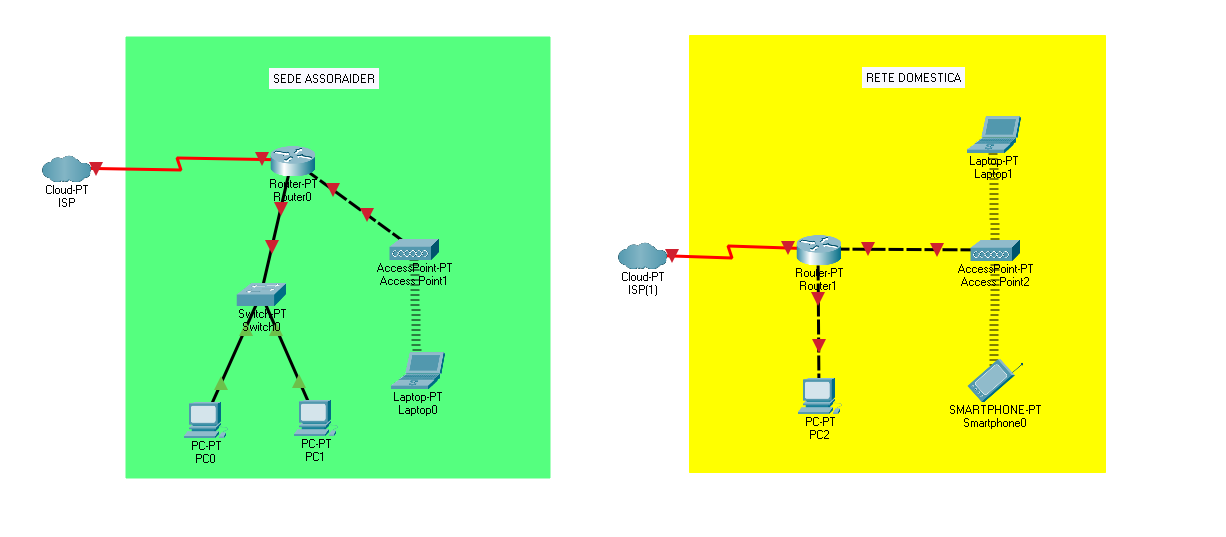 SEDE ASSORAIDER
Cloud-PT
ISP
Router-PT
Router0
AccessPoint-PT
Access Point1
Switch-PT
Switch0
Laptop-PT
Laptop0
PC-PT
PC0
PC-PT
PC1
RETE DOMESTICA
Laptop-PT
Laptop1
Cloud-PT
ISP(1)
Router-PT
Router1
AccessPoint-PT
Access Point2
PC-PT
PC2
SMARTPHONE-PT
Smartphone0